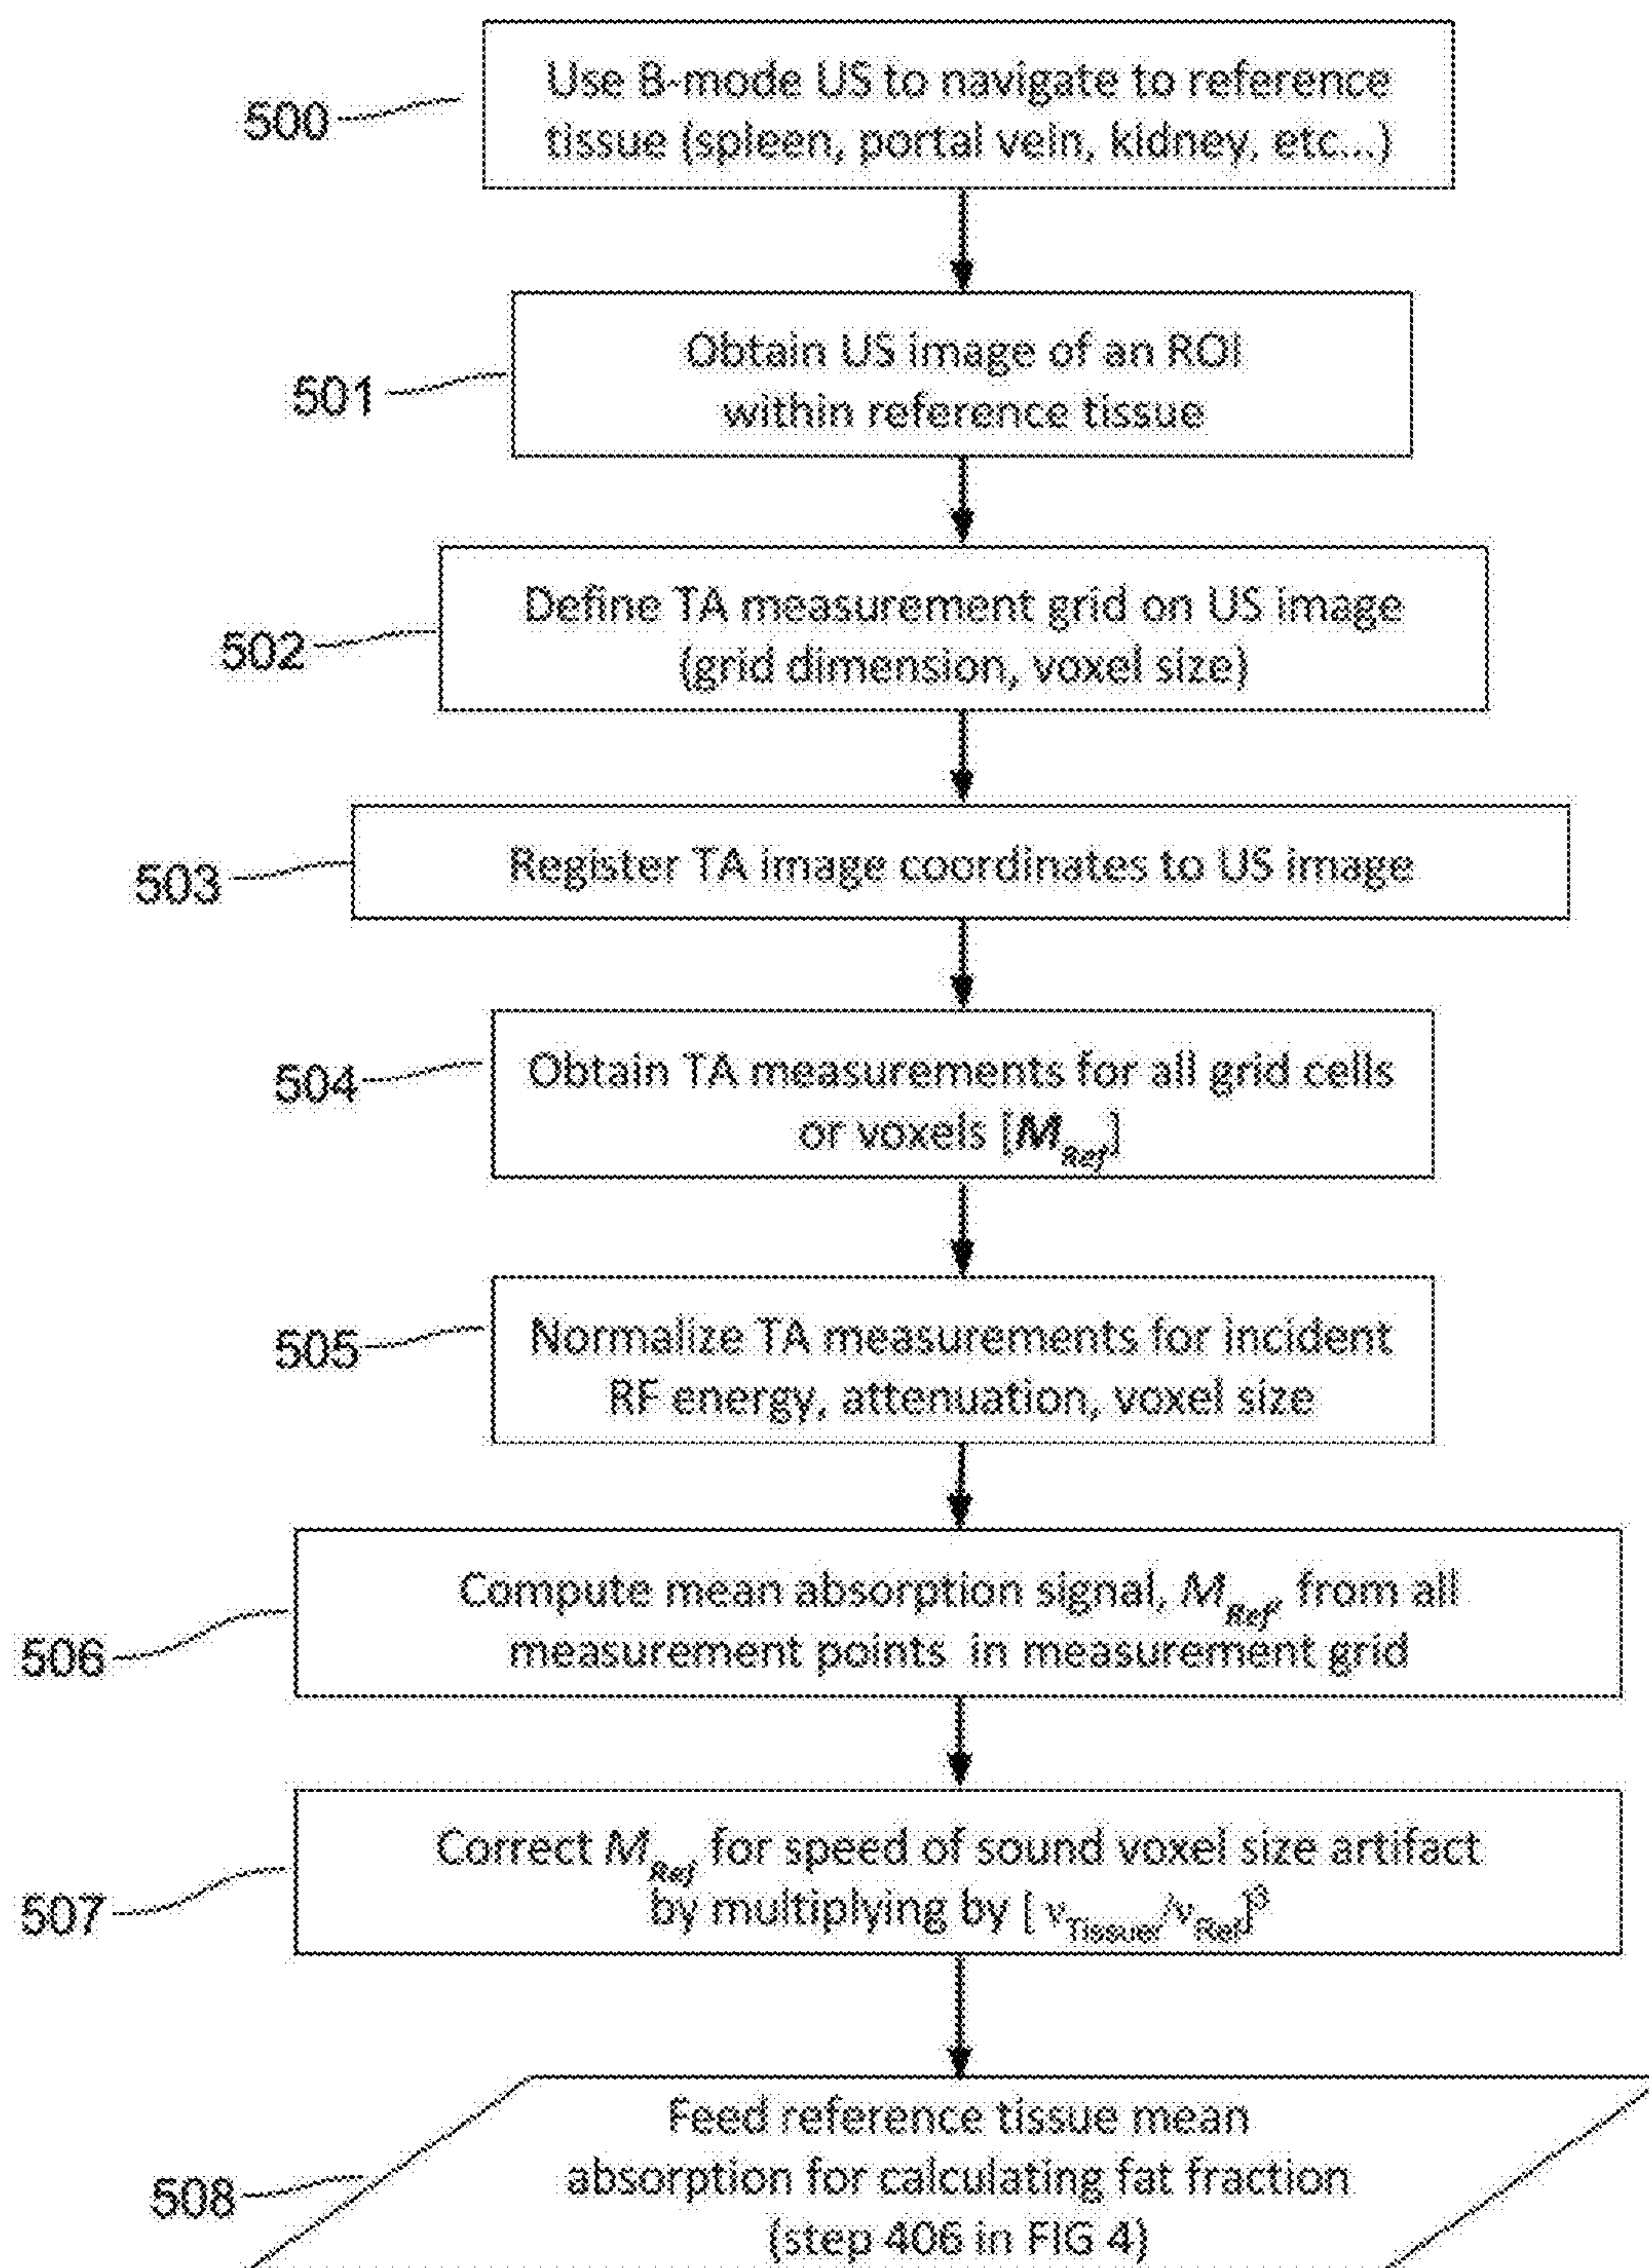 500
Use B-mode US to navigate to reference
tissue (spleen, portal vein, kidney, etc...)
501
Obtain US image of an ROI
within reference tissue
502
Define TA measurement grid on US image
(grid dimension, voxel size)
503
Register TA image coordinates to US image
504
Obtain TA measurements for all grid cells
or voxels [M_Ref]
505
Normalize TA measurements for incident
RF energy, attenuation, voxel size
506
Compute mean absorption signal, M_Ref, from all
measurement points in measurement grid
507
Correct M_Ref for speed of sound voxel size artifact
by multiplying by [ v_Tissue/v_Ref]^3
508
Feed reference tissue mean
absorption for calculating fat fraction
(step 406 in FIG 4)